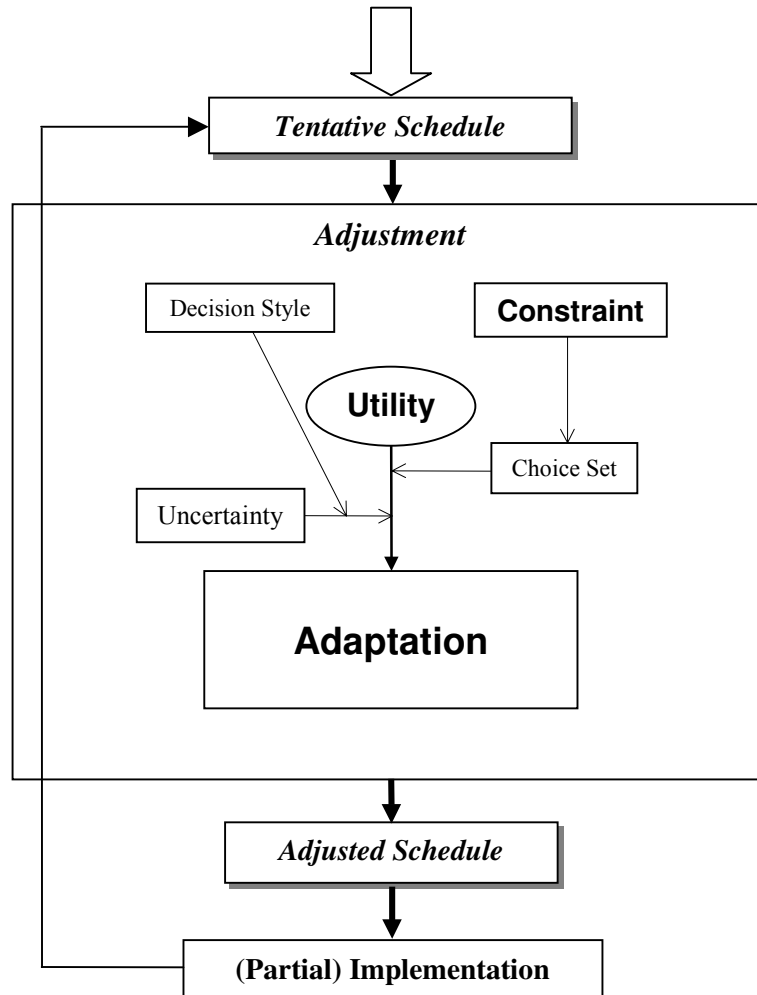 Tentative Schedule
Adjustment
Decision Style
Constraint
Utility
Choice Set
Uncertainty
Adaptation
Adjusted Schedule
(Partial) Implementation